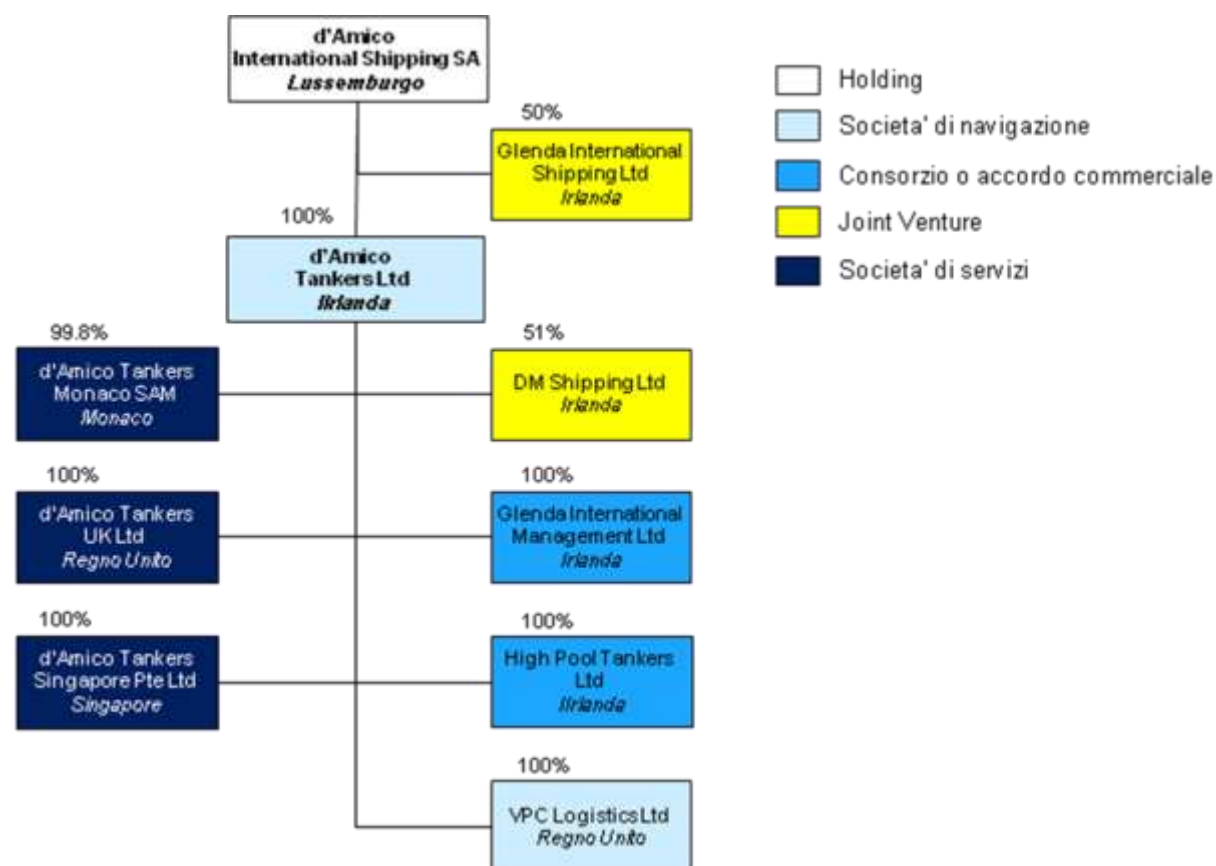 d'Amico
International Shipping SA
Lussemburgo
50%
Glenda International
Shipping Ltd
Irlanda
100%
d'Amico
Tankers Ltd
IIrlanda
99.8%
d'Amico Tankers
Monaco SAM
Monaco
51%
DM Shipping Ltd
Irlanda
100%
d'Amico Tankers
UK Ltd
Regno Unito
100%
Glenda International
Management Ltd
Irlanda
100%
d'Amico Tankers
Singapore Pte Ltd
Singapore
100%
High Pool Tankers
Ltd
IIrlanda
100%
VPC Logistics Ltd
Regno Unito
Holding
Societa' di navigazione
Consorzio o accordo commerciale
Joint Venture
Societa' di servizi